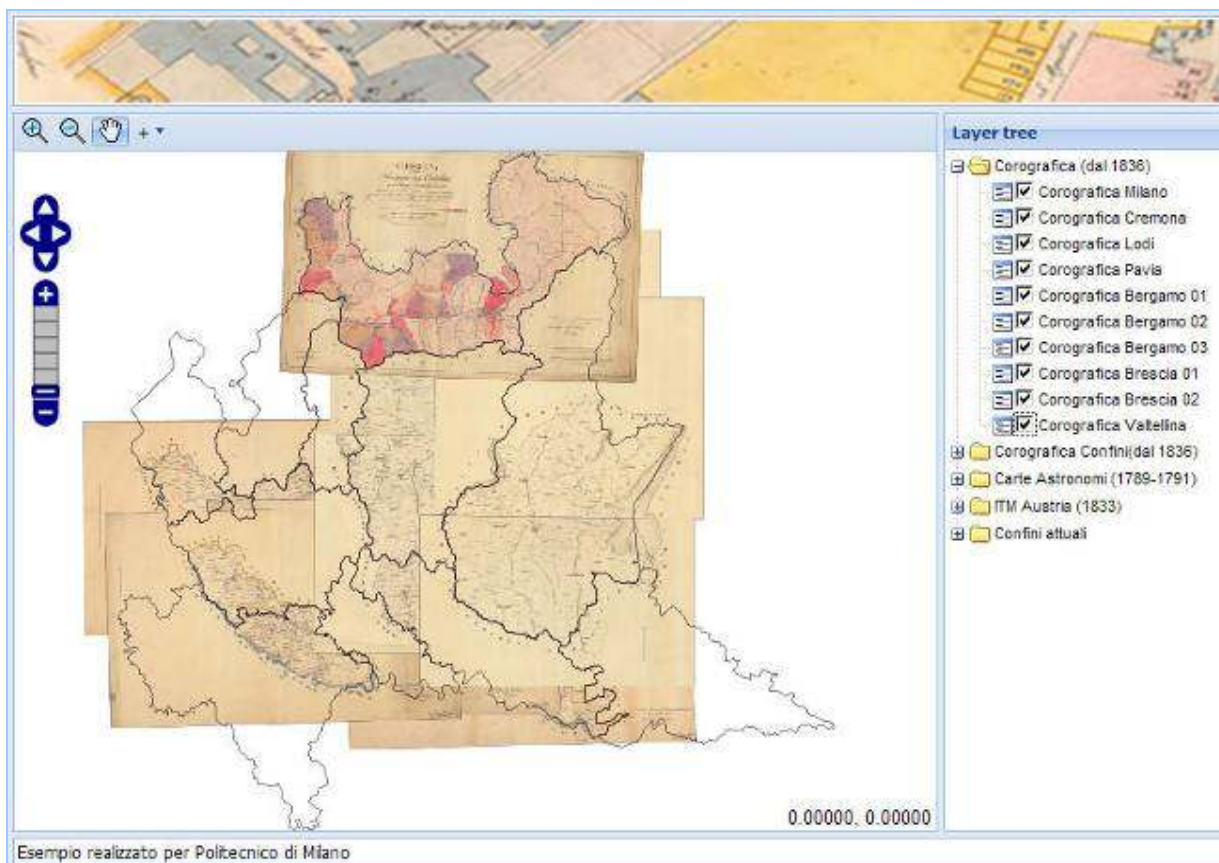 Layer tree
Corografica (dal 1836)
Corografica Milano
Corografica Cremona
Corografica Lodi
Corografica Pavia
Corografica Bergamo 01
Corografica Bergamo 02
Corografica Bergamo 03
Corografica Brescia 01
Corografica Brescia 02
Corografica Valtellina
Corografica Confini(dal 1836)
Carte Astronomi (1789-1791)
ITM Austria (1833)
Confini attuali
0.00000, 0.00000
Esempio realizzato per Politecnico di Milano